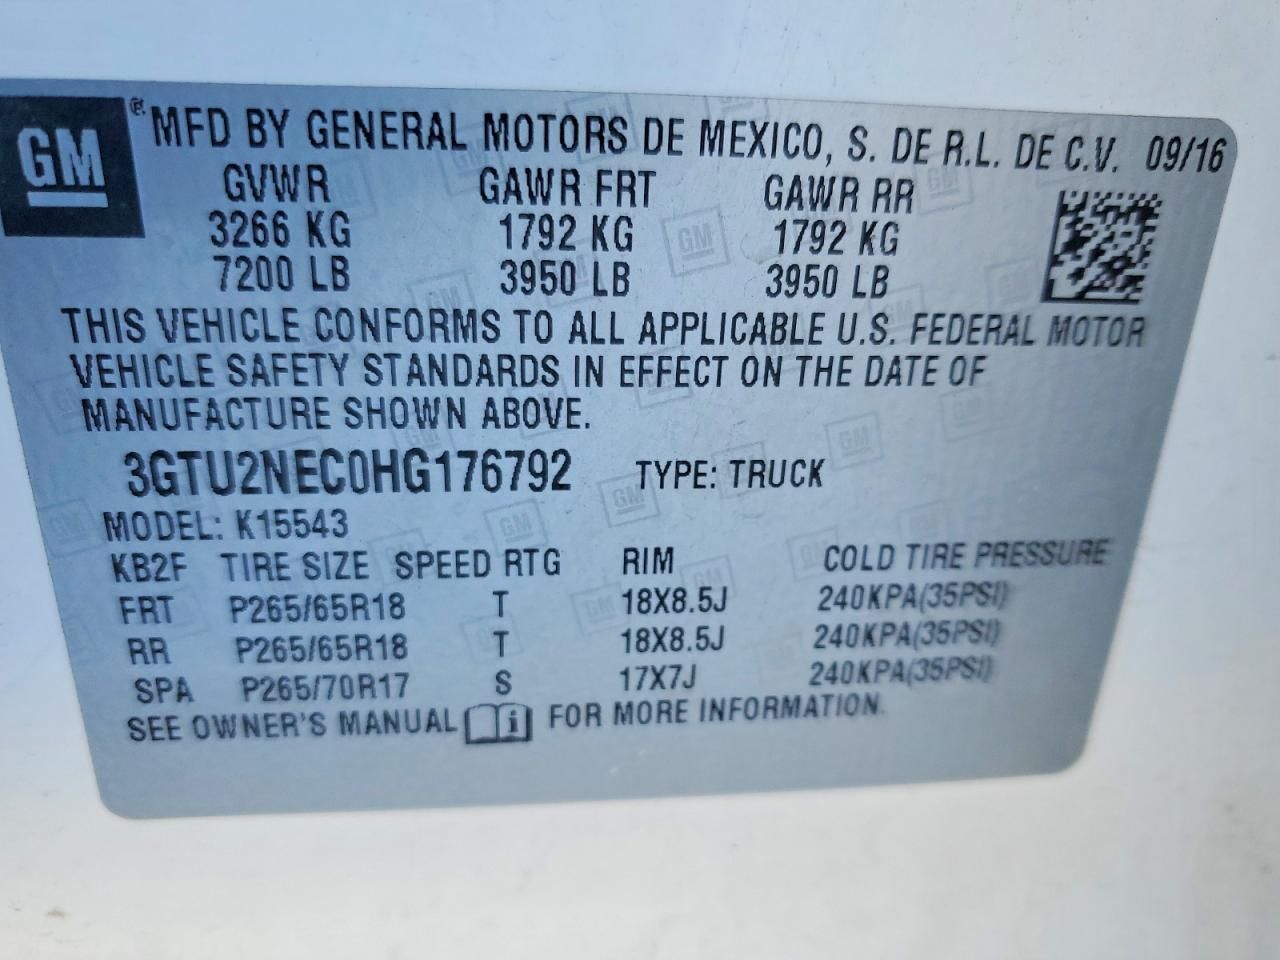 GM ® MFD BY GENERAL MOTORS DE MEXICO, S. DE R.L. DE C.V. 09/16
GVWR GAWR FRT GAWR RR
3266 KG 1792 KG 1792 KG
7200 LB 3950 LB 3950 LB
THIS VEHICLE CONFORMS TO ALL APPLICABLE U.S. FEDERAL MOTOR
VEHICLE SAFETY STANDARDS IN EFFECT ON THE DATE OF
MANUFACTURE SHOWN ABOVE.
3GTU2NEC0HG176792 TYPE: TRUCK
MODEL: K15543
KB2F TIRE SIZE SPEED RTG RIM COLD TIRE PRESSURE
FRT P265/65R18 T 18X8.5J 240KPA(35PSI)
RR P265/65R18 T 18X8.5J 240KPA(35PSI)
SPA P265/70R17 S 17X7J 240KPA(35PSI)
SEE OWNER'S MANUAL i FOR MORE INFORMATION.